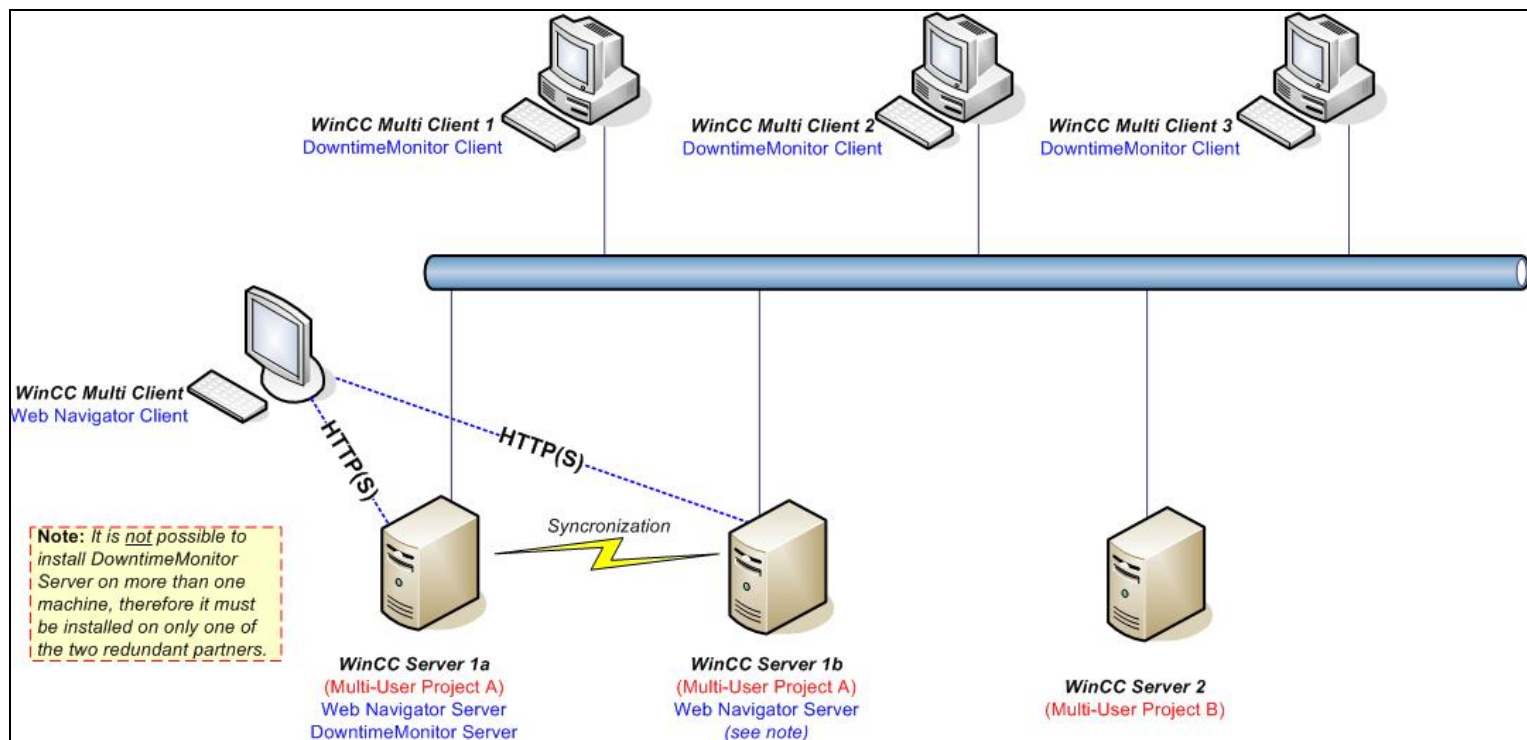 WinCC Multi Client 1
DowntimeMonitor Client
WinCC Multi Client 2
DowntimeMonitor Client
WinCC Multi Client 3
DowntimeMonitor Client
WinCC Multi Client
Web Navigator Client
HTTP(S)
HTTP(S)
Syncronization
Note: It is not possible to
install DowntimeMonitor
Server on more than one
machine, therefore it must
be installed on only one of
the two redundant partners.
WinCC Server 1a
(Multi-User Project A)
Web Navigator Server
DowntimeMonitor Server
WinCC Server 1b
(Multi-User Project A)
Web Navigator Server
(see note)
WinCC Server 2
(Multi-User Project B)